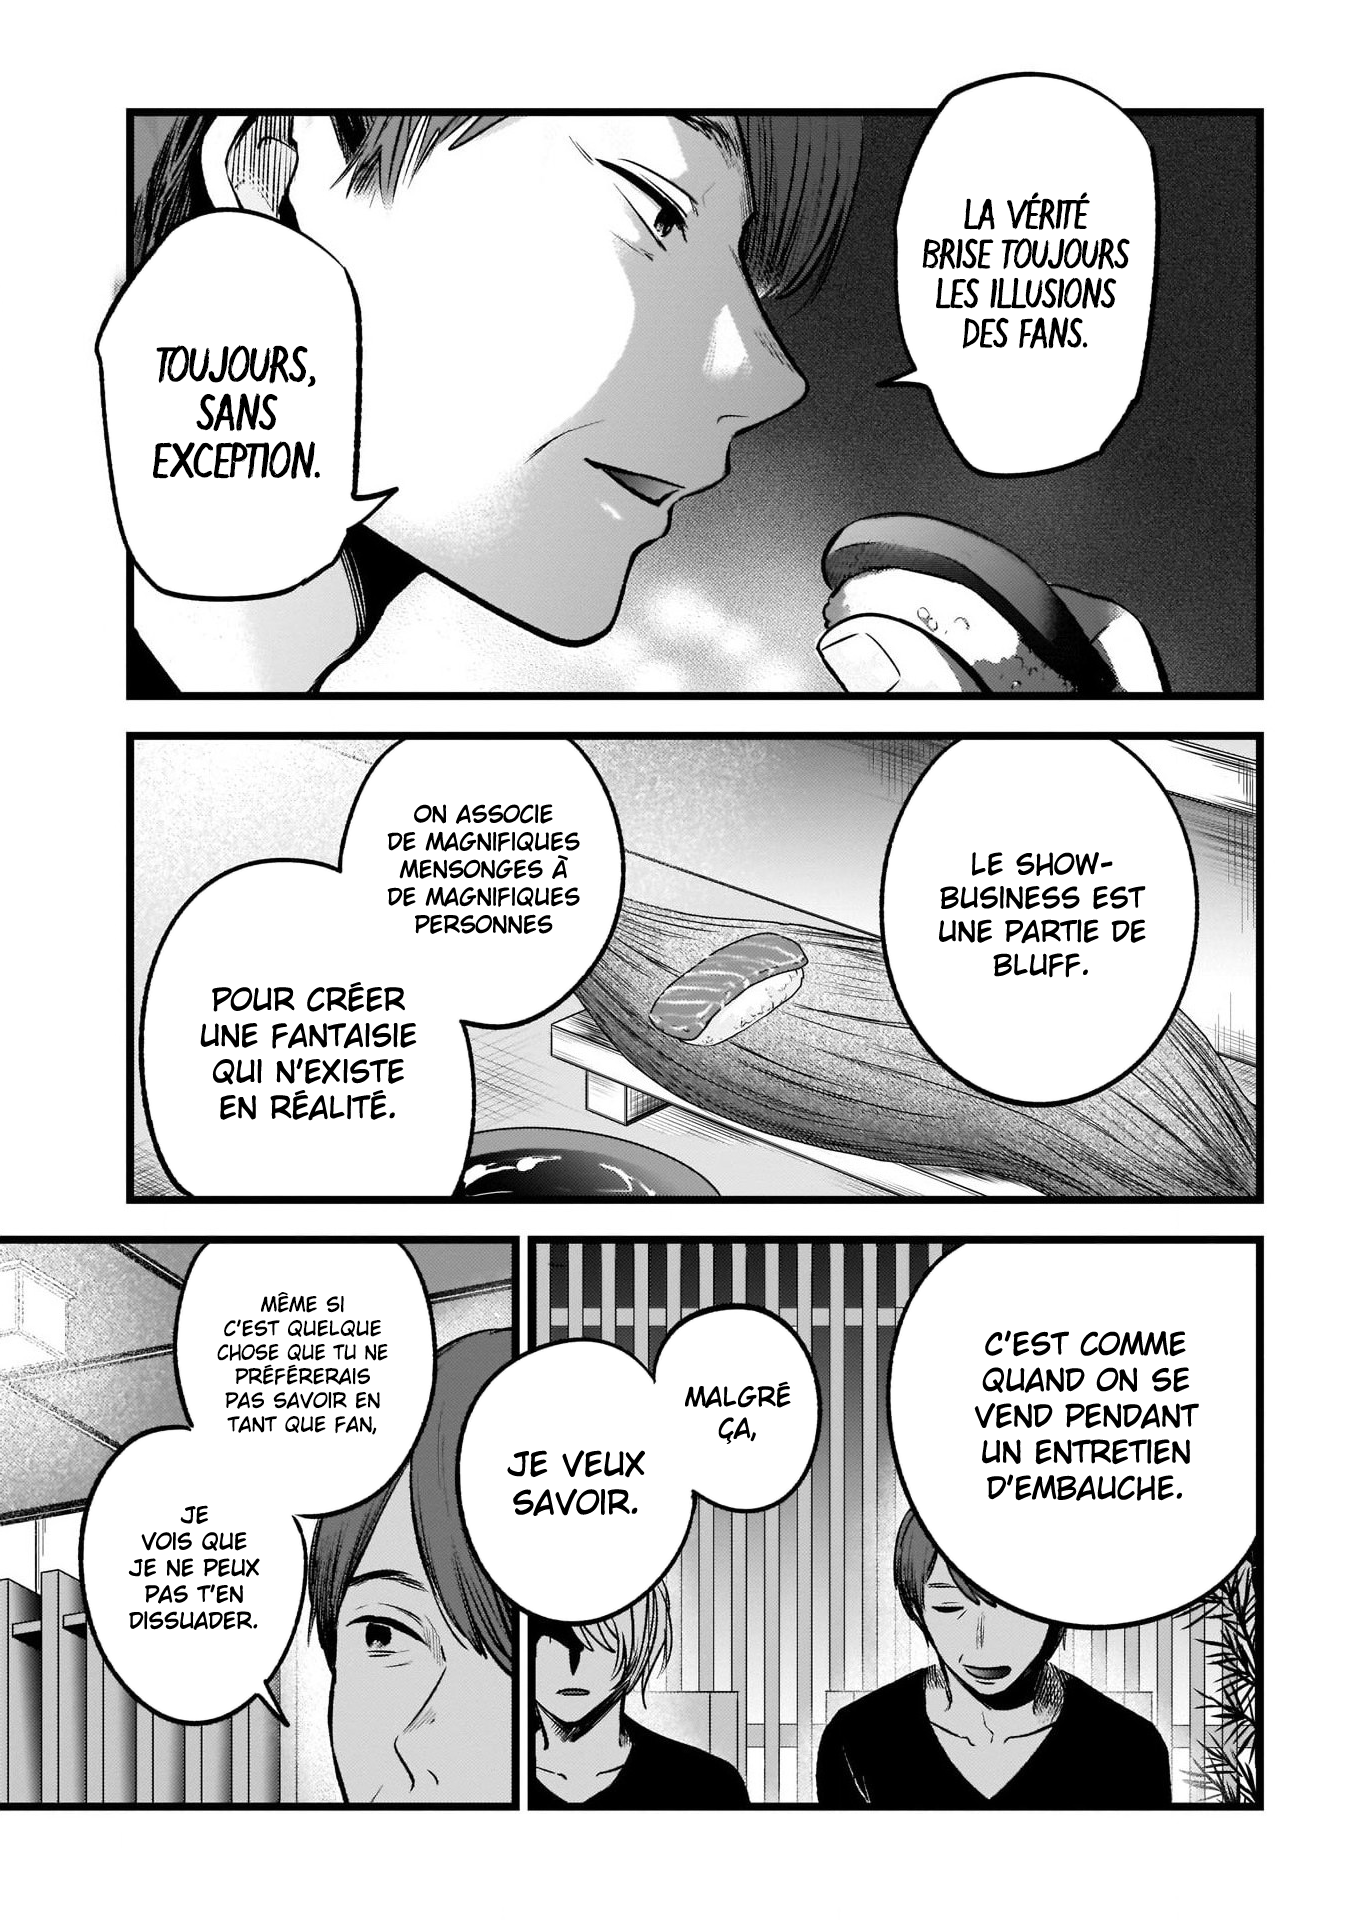 LA VÉRITÉ
BRISE TOUJOURS
LES ILLUSIONS
DES FANS.
TOUJOURS,
SANS
EXCEPTION.
LE SHOW-
BUSINESS EST
UNE PARTIE DE
BLUFF.
ON ASSOCIE
DE MAGNIFIQUES
MENSONGES À
DE MAGNIFIQUES
PERSONNES
POUR CRÉER
UNE FANTAISIE
QUI N'EXISTE
EN RÉALITÉ.
C'EST COMME
QUAND ON SE
VEND PENDANT
UN ENTRETIEN
D'EMBAUCHE.
MALGRÉ
ÇA,
JE VEUX
SAVOIR.
MÊME SI
C'EST QUELQUE
CHOSE QUE TU NE
PRÉFÉRERAIS
PAS SAVOIR EN
TANT QUE FAN,
JE
VOIS QUE
JE NE PEUX
PAS T'EN
DISSUADER.